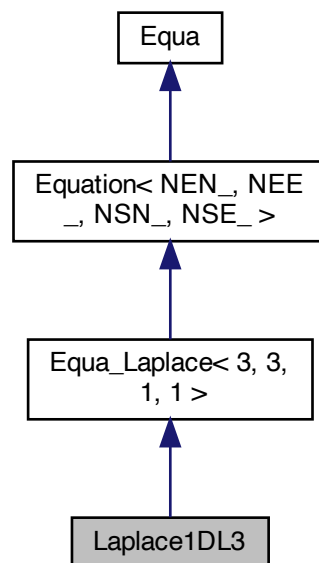 Equa
Equation< NEN_, NEE
_, NSN_, NSE_ >
Equa_Laplace< 3, 3,
1, 1 >
Laplace1DL3